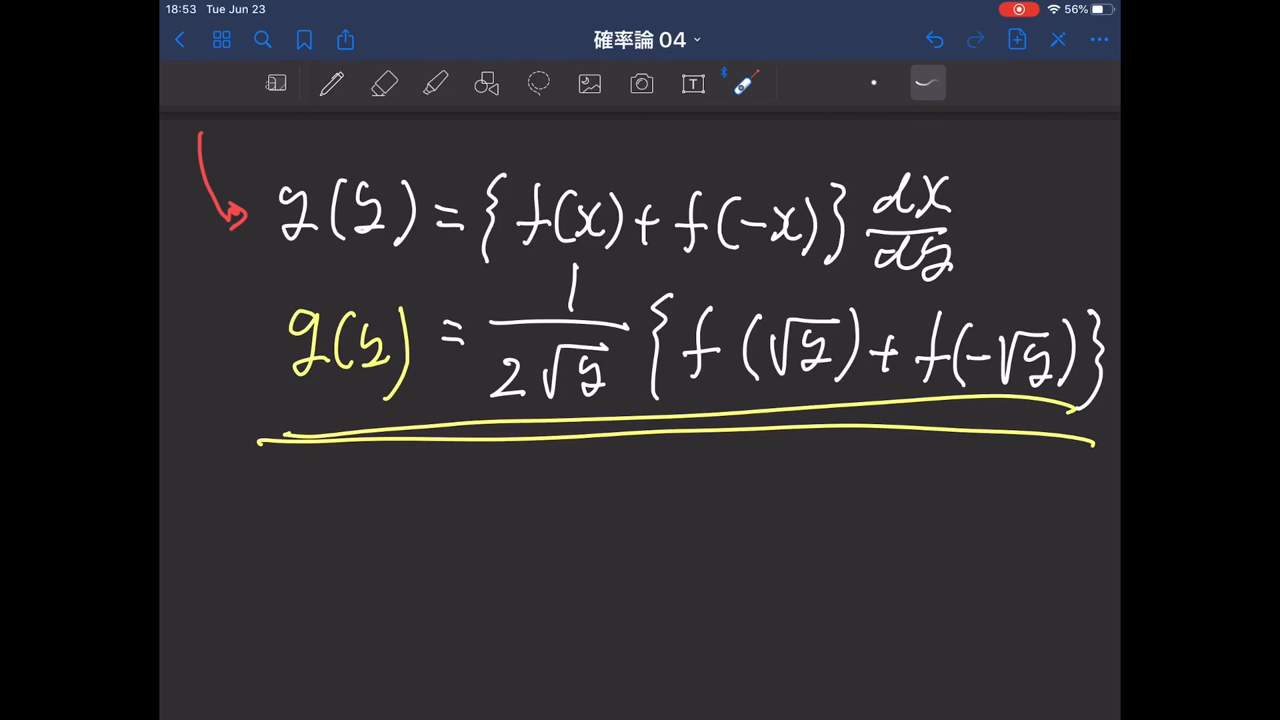 18:53 Tue Jun 23 56%
確率論 04
T
g(y) = {f(x) + f(-x)} dx/dy
g(y) = 1/2√y {f(√y) + f(-√y)}